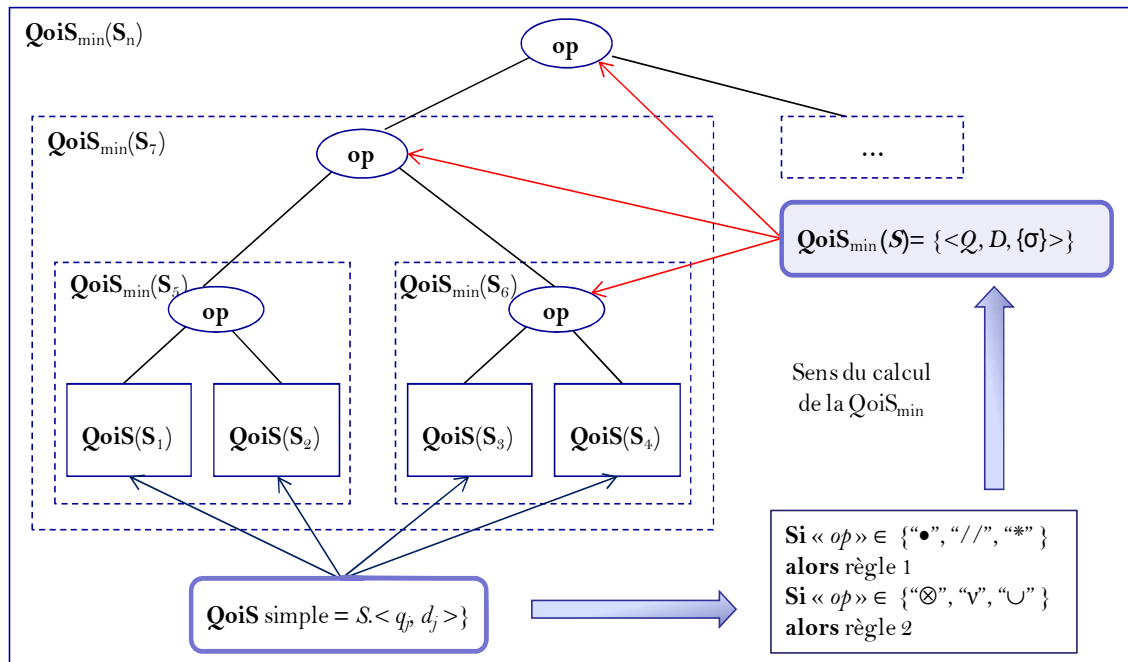 QoiSmin(Sn)
op
QoiSmin(S7)
op
...
QoiSmin(S)= {<Q, D, {σ}>}
QoiSmin(S5)
op
QoiSmin(S6)
op
Sens du calcul
de la QoiSmin
QoiS(S1)
QoiS(S2)
QoiS(S3)
QoiS(S4)
Si « op » ∈ {“●”, “//”, “*” }
alors règle 1
Si « op » ∈ {“⊗”, “v”, “∪” }
alors règle 2
QoiS simple = S.< qj, dj >}